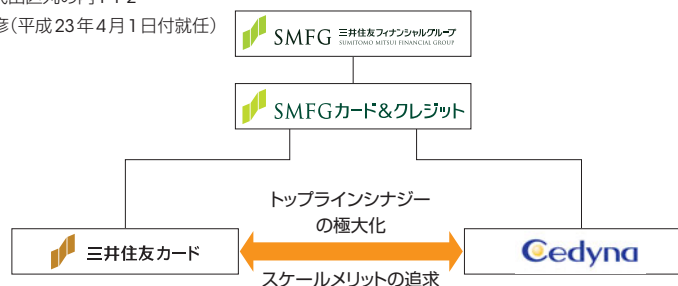 彦(平成23年4月1日付就任)
SMFG 三井住友フィナンシャルグループ
SUMITOMO MITSUI FINANCIAL GROUP
SMFGカード&クレジット
トップラインシナジー
の極大化
三井住友カード
Cedyna
スケールメリットの追求